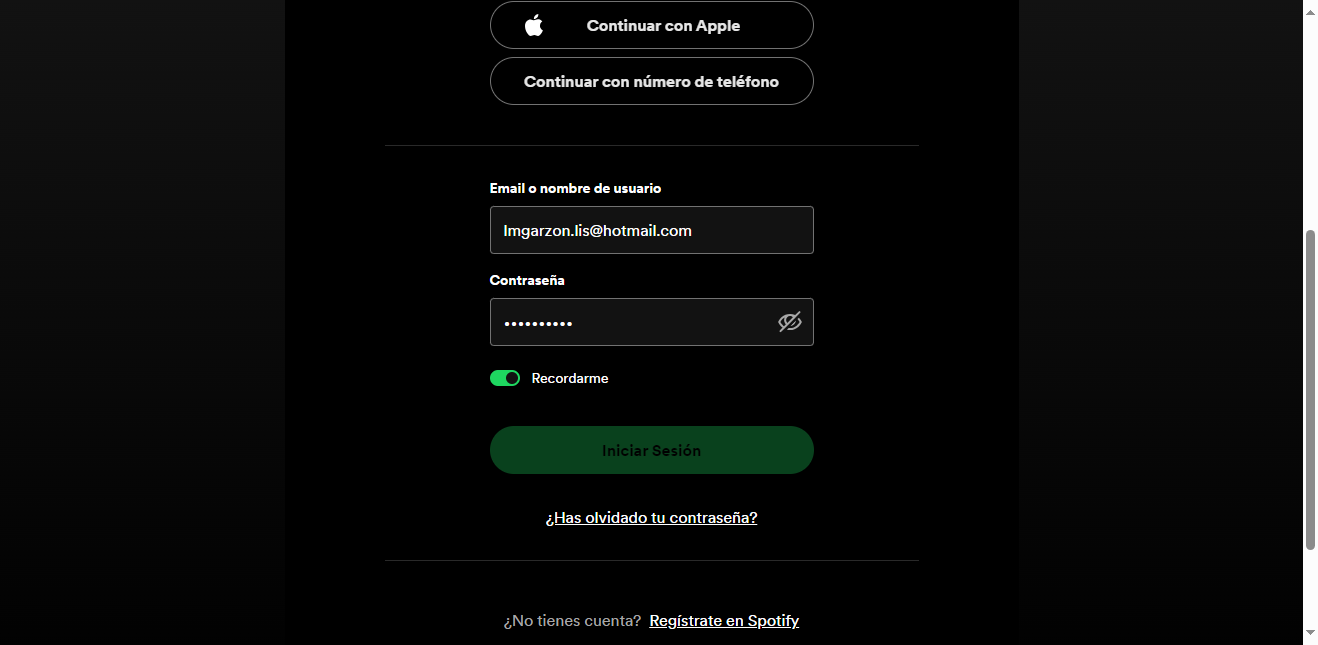 Continuar con Apple
Continuar con número de teléfono
Email o nombre de usuario
lmgarzon.lis@hotmail.com
Contraseña
••••••••••
Recordarme
Iniciar Sesión
¿Has olvidado tu contraseña?
¿No tienes cuenta? Regístrate en Spotify